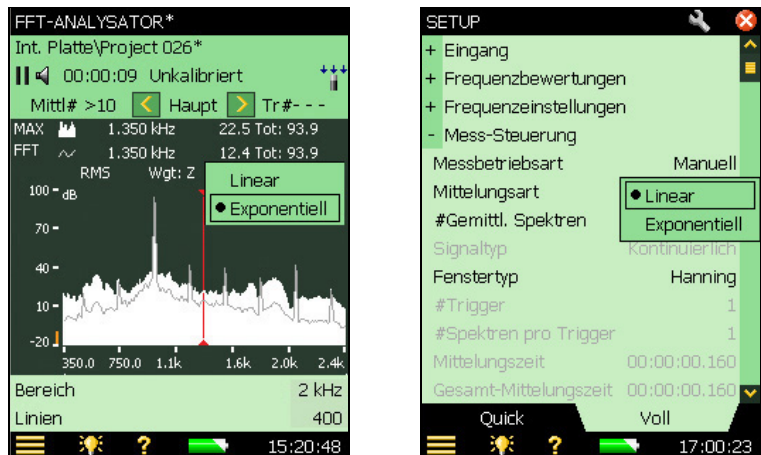 FFT-ANALYSATOR*
Int. Platte\Project 026*
00:00:09 Unkalibriert
Mittl# >10 < Haupt > Tr#---
MAX 1.350 kHz 22.5 Tot: 93.9
FFT 1.350 kHz 12.4 Tot: 93.9
RMS Wgt: Z
Linear
Exponentiell
100 dB
70
40
10
-20
350.0 750.0 1.1k 1.6k 2.0k 2.4k
Bereich 2 kHz
Linien 400
? 15:20:48
SETUP
+ Eingang
+ Frequenzbewertungen
+ Frequenzeinstellungen
- Mess-Steuerung
Messbetriebsart Manuell
Mittelungsart
Linear
#Gemittl. Spektren
Exponentiell
Signaltyp Kontinuierlich
Fenstertyp Hanning
#Trigger 1
#Spektren pro Trigger 1
Mittelungszeit 00:00:00.160
Gesamt-Mittelungszeit 00:00:00.160
Quick Voll
? 17:00:23